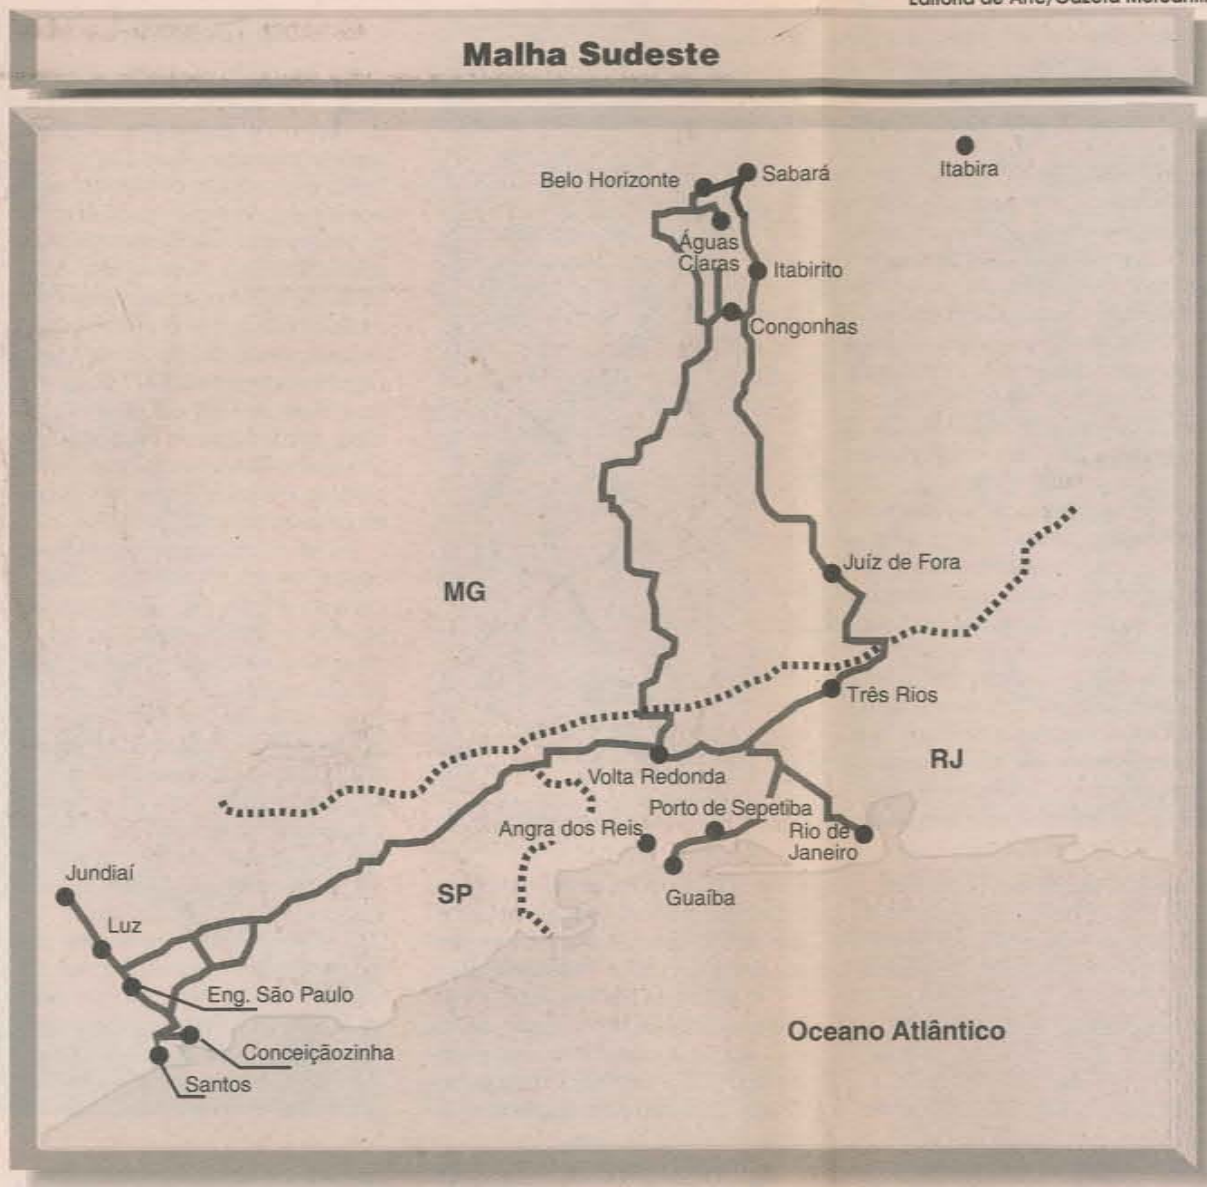 Malha Sudeste
Itabira
Belo Horizonte
Sabará
Águas
Claras
Itabirito
Congonhas
Juíz de Fora
MG
Três Rios
RJ
Volta Redonda
Porto de Sepetiba
Angra dos Reis
Rio de
Janeiro
Guaíba
SP
Jundiaí
Luz
Eng. São Paulo
Oceano Atlântico
Conceiçãozinha
Santos